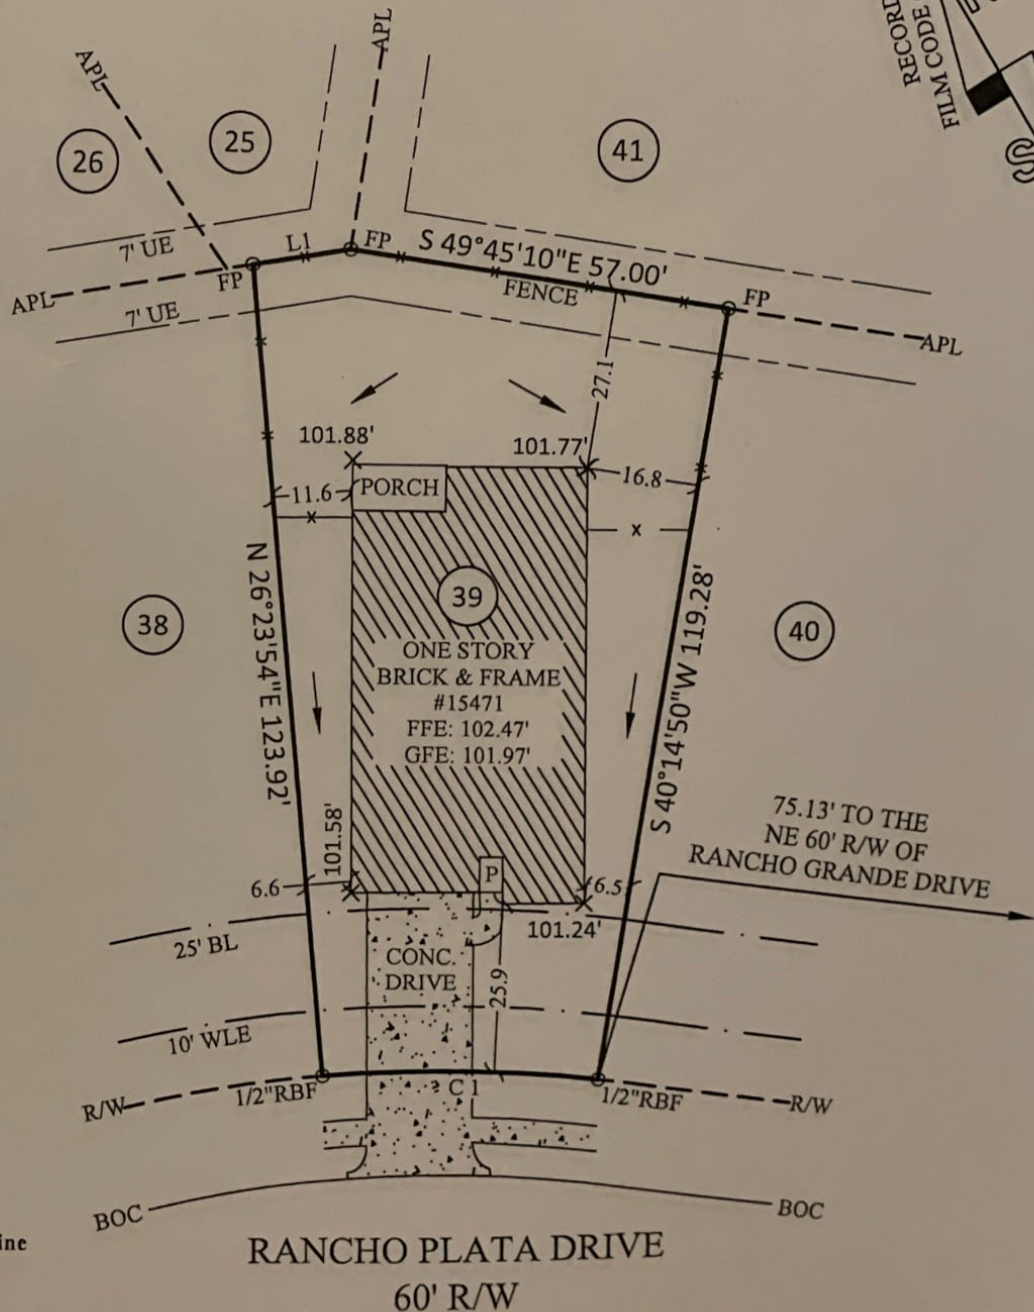 RECORD
FILM CODE
S
APL
APL
26
25
41
7' UE
L1
FP
S 49°45'10"E 57.00'
FP
FENCE
FP
APL
7' UE
APL
27.1
101.88'
101.77'
11.6
PORCH
16.8
N 26°23'54"E 123.92'
38
39
40
ONE STORY
BRICK & FRAME
#15471
FFE: 102.47'
GFE: 101.97'
S 40°14'50"W 119.28'
75.13' TO THE
NE 60' R/W OF
RANCHO GRANDE DRIVE
101.58'
6.6
P
6.5
101.24'
25' BL
CONC.
DRIVE
25.9
10' WLE
R/W
1/2"RBF
C 1
1/2"RBF
R/W
BOC
BOC
ine
RANCHO PLATA DRIVE
60' R/W